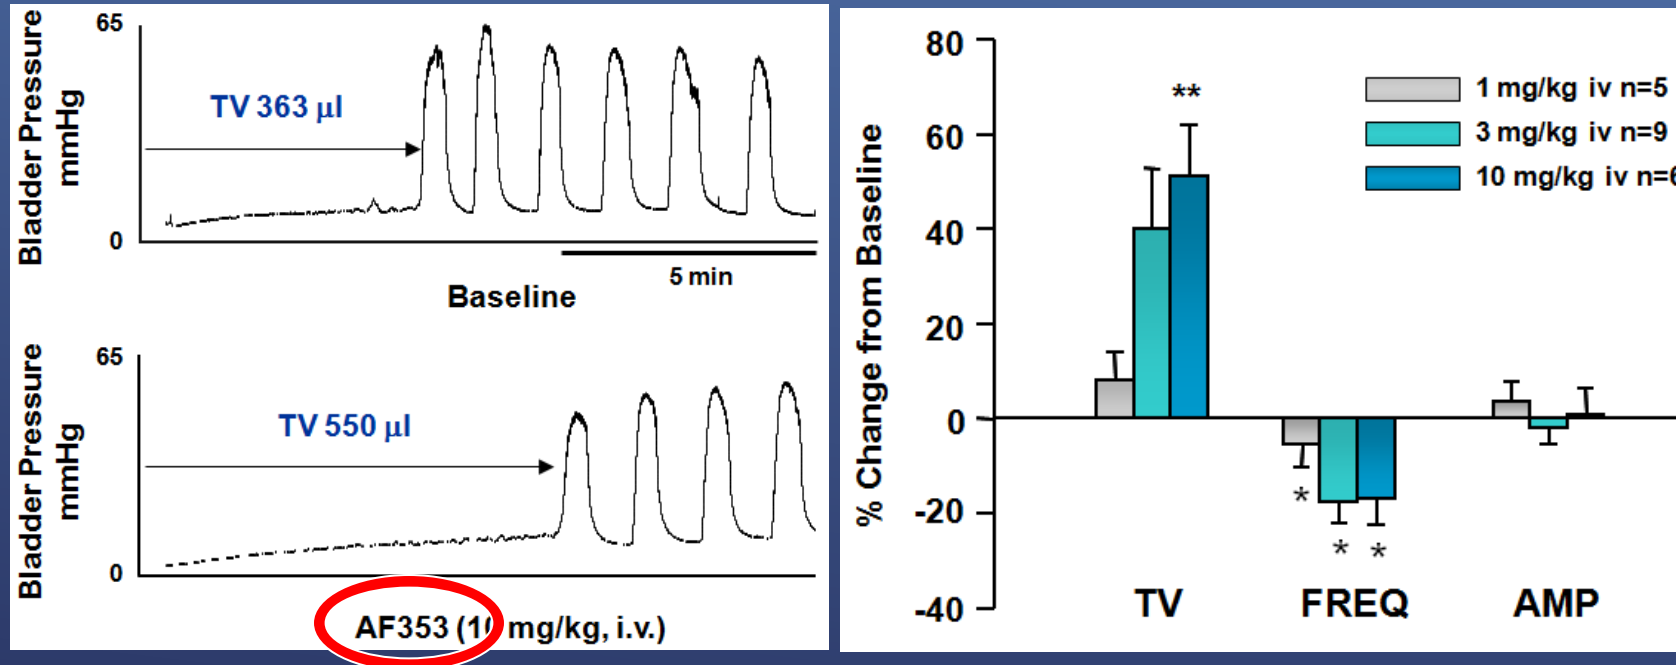 Bladder Pressure
mmHg
65
0
TV 363 µl
5 min
Baseline
Bladder Pressure
mmHg
65
0
TV 550 µl
AF353 (10 mg/kg, i.v.)
% Change from Baseline
80
60
40
20
0
-20
-40
**
*
*
*
1 mg/kg iv n=5
3 mg/kg iv n=9
10 mg/kg iv n=6
TV
FREQ
AMP